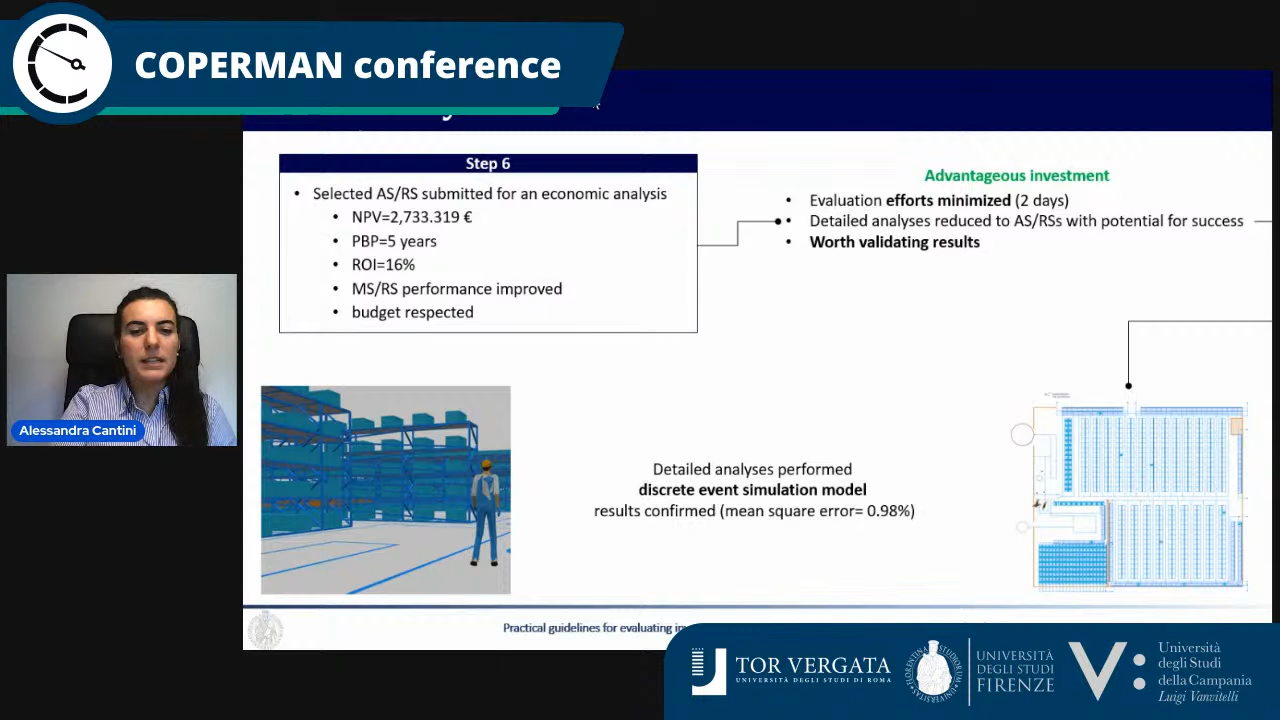 COPERMAN conference
Step 6
• Selected AS/RS submitted for an economic analysis
• NPV=2,733.319 €
• PBP=5 years
• ROI=16%
• MS/RS performance improved
• budget respected
Advantageous investment
• Evaluation efforts minimized (2 days)
• Detailed analyses reduced to AS/RSs with potential for success
• Worth validating results
Alessandra Cantini
Detailed analyses performed
discrete event simulation model
results confirmed (mean square error= 0.98%)
Practical guidelines for evaluating
TOR VERGATA
UNIVERSITÀ DEGLI STUDI DI ROMA
UNIVERSITÀ
DEGLI STUDI
FIRENZE
V:
Università
degli Studi
della Campania
Luigi Vanvitelli